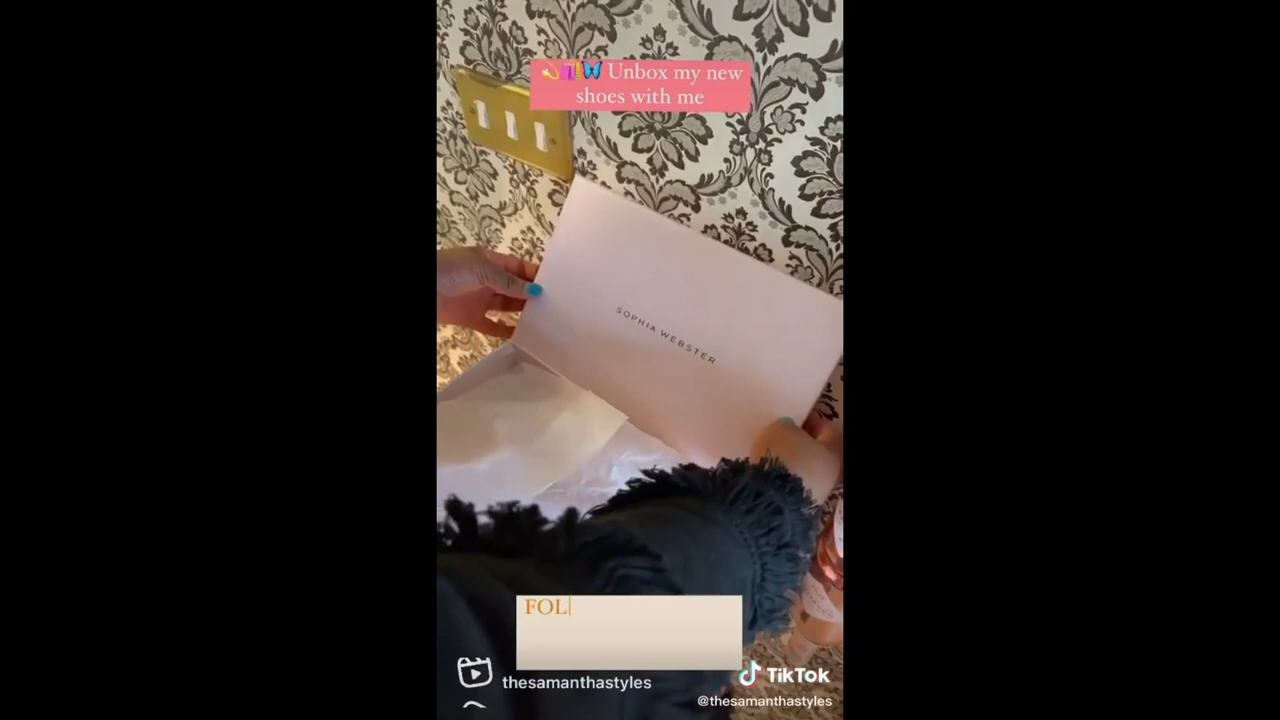 💫🛍️🦋 Unbox my new
shoes with me
SOPHIA WEBSTER
FOL
thesamanthastyles
TikTok
@thesamanthastyles